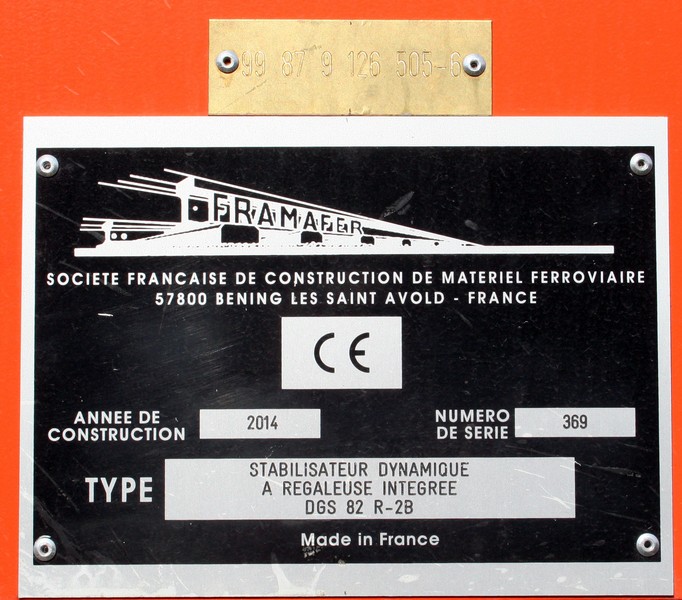 99 87 9 126 505-6
FRAMAFER
SOCIETE FRANCAISE DE CONSTRUCTION DE MATERIEL FERROVIAIRE
57800 BENING LES SAINT AVOLD - FRANCE
CE
ANNEE DE
CONSTRUCTION
2014
NUMERO
DE SERIE
369
TYPE
STABILISATEUR DYNAMIQUE
A REGALEUSE INTEGREE
DGS 82 R-2B
Made in France